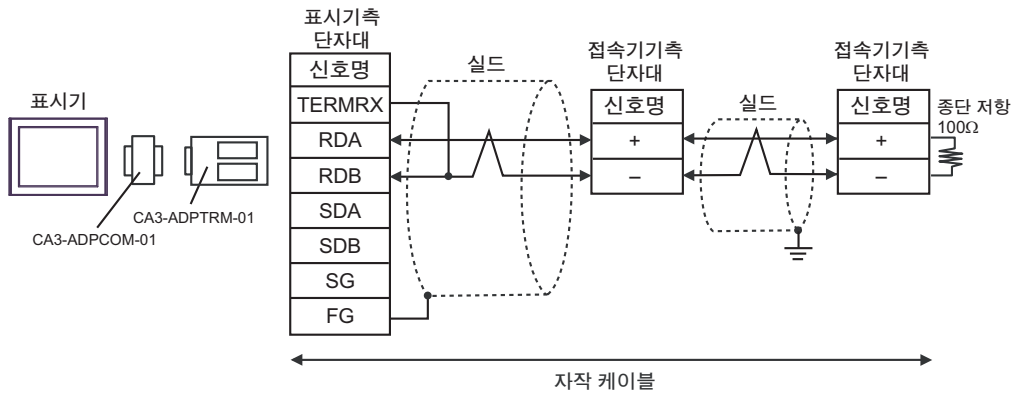 표시기
CA3-ADPCOM-01
CA3-ADPTRM-01
표시기측
단자대
신호명
TERMRX
RDA
RDB
SDA
SDB
SG
FG
실드
접속기기측
단자대
신호명
+
–
실드
접속기기측
단자대
신호명
+
–
종단 저항
100Ω
자작 케이블